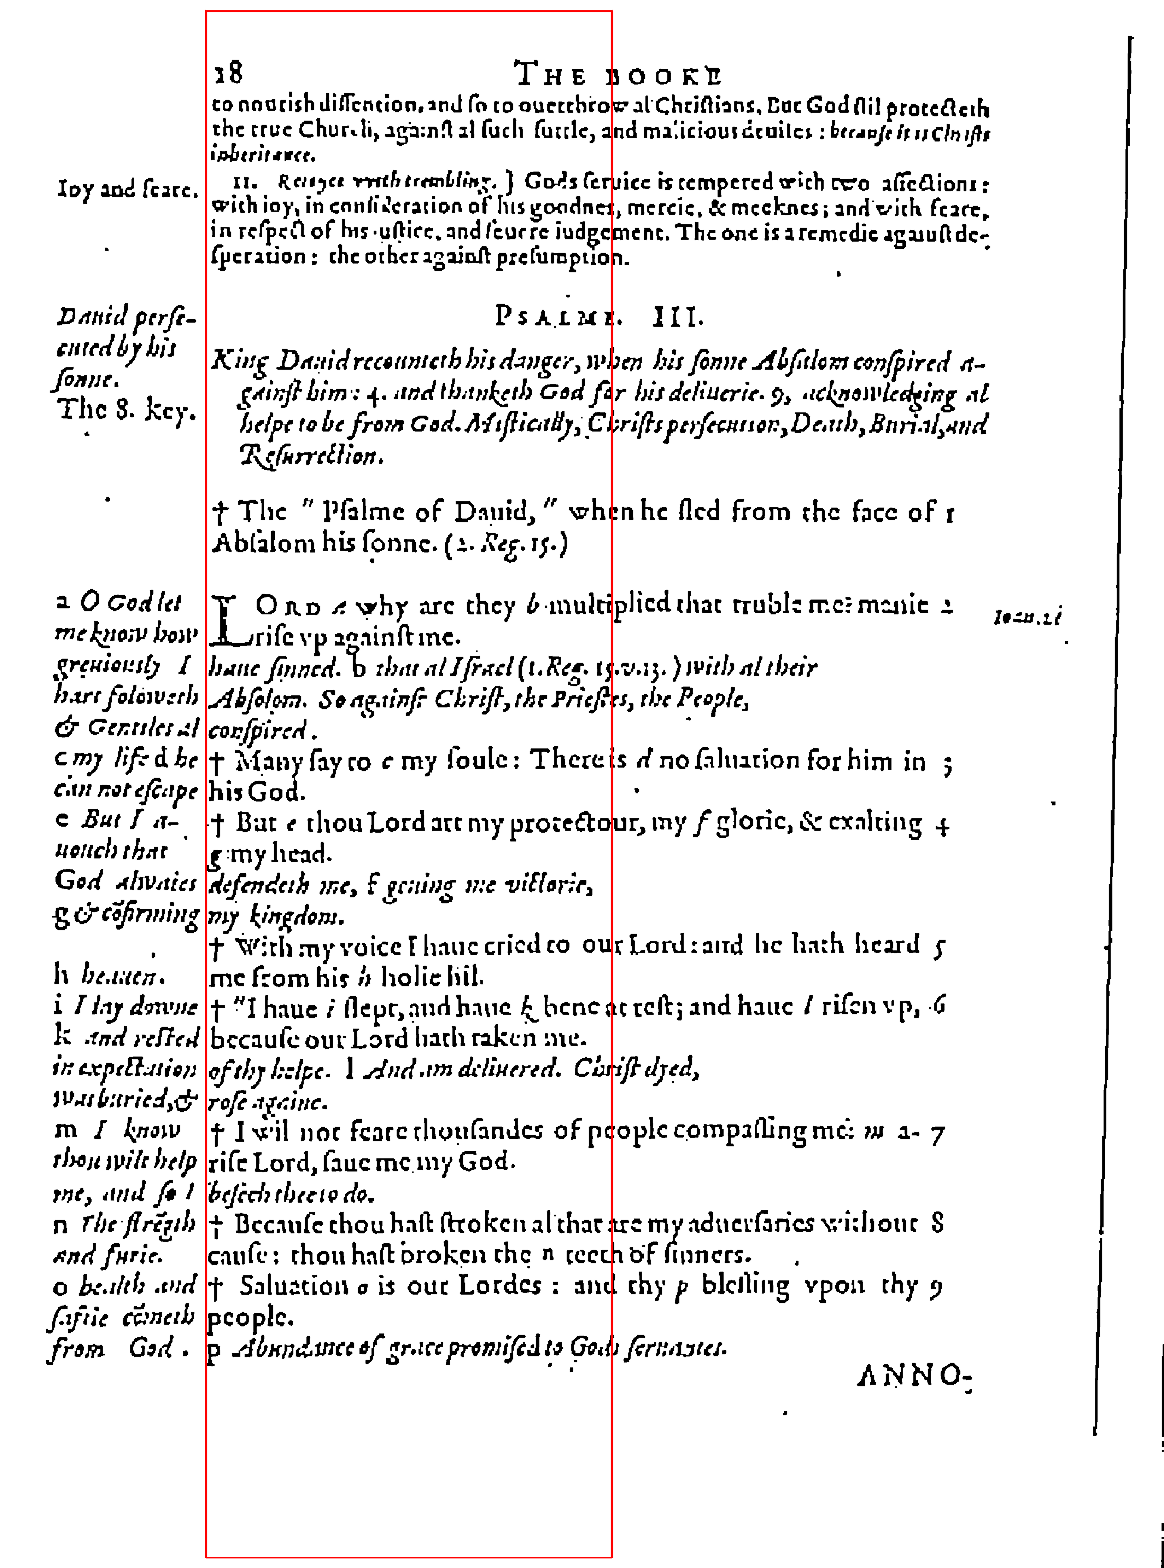 18 THE BOOKE
to nourish dissention, and so to ouerthrow al Christians. But God stil protecteth
the true Church, against al such suttle, and malicious deuises : because it is Christs
inheritance.
Ioy and feare.
11. Reioyce vvith trembling. ] Gods seruice is tempered with two affections:
with ioy, in consideration of his goodnes, mercie, & meeknes; and with feare,
in respect of his iustice, and seuere iudgement. The one is a remedie against de-
speration: the other against presumption.
PSALME. III.
Dauid perse-
cuted by his
sonne.
The 8. key.
King Dauid recounteth his danger, when his sonne Absalom conspired a-
gainst him: 4. and thanketh God for his deliuerie. 9, acknowledging al
helpe to be from God. Mistically, Christs persecution, Death, Burial, and
Resurrection.
† The " Psalme of Dauid, " when he fled from the face of 1
Absalom his sonne. (2. Reg. 15.)
a O God let LORD a why are they b multiplied that truble me? manie 2
me know how rise vp against me.
greuiously I haue sinned. b that al Israel (1. Reg. 15. v. 13.) with al their
hart foloweth Absolom. So against Christ, the Priestes, the People,
& Gentiles al conspired.
c my life d he † Many say to c my soule: There is d no saluation for him in 3
can not escape his God.
e But I a- † But e thou Lord art my protectour, my f glorie, & exalting 4
uouch that g my head.
God alwaies defendeth me, f geuing me victorie,
g & cõfirming my kingdom.
† With my voice I haue cried to our Lord: and he hath heard 5
h heauen. me from his h holie hil.
i I lay downe † "I haue i slept, and haue k bene at rest; and haue l risen vp, 6
k And rested because our Lord hath taken me.
in expectation of thy helpe. l And am deliuered. Christ dyed,
was buried, & rose againe.
m I know † I wil not feare thousandes of people compassing me: m a- 7
thou wilt help rise Lord, saue me my God.
me, and so I besech thee to do.
n The strẽgth † Because thou hast stroken al that are my aduersaries without 8
and furie. cause: thou hast broken the n teeth of sinners.
o health and † Saluation o is our Lordes : and thy p blessing vpon thy 9
saftie cõmeth people.
from God. p Abundance of grace promised to Gods seruantes.
ANNO-